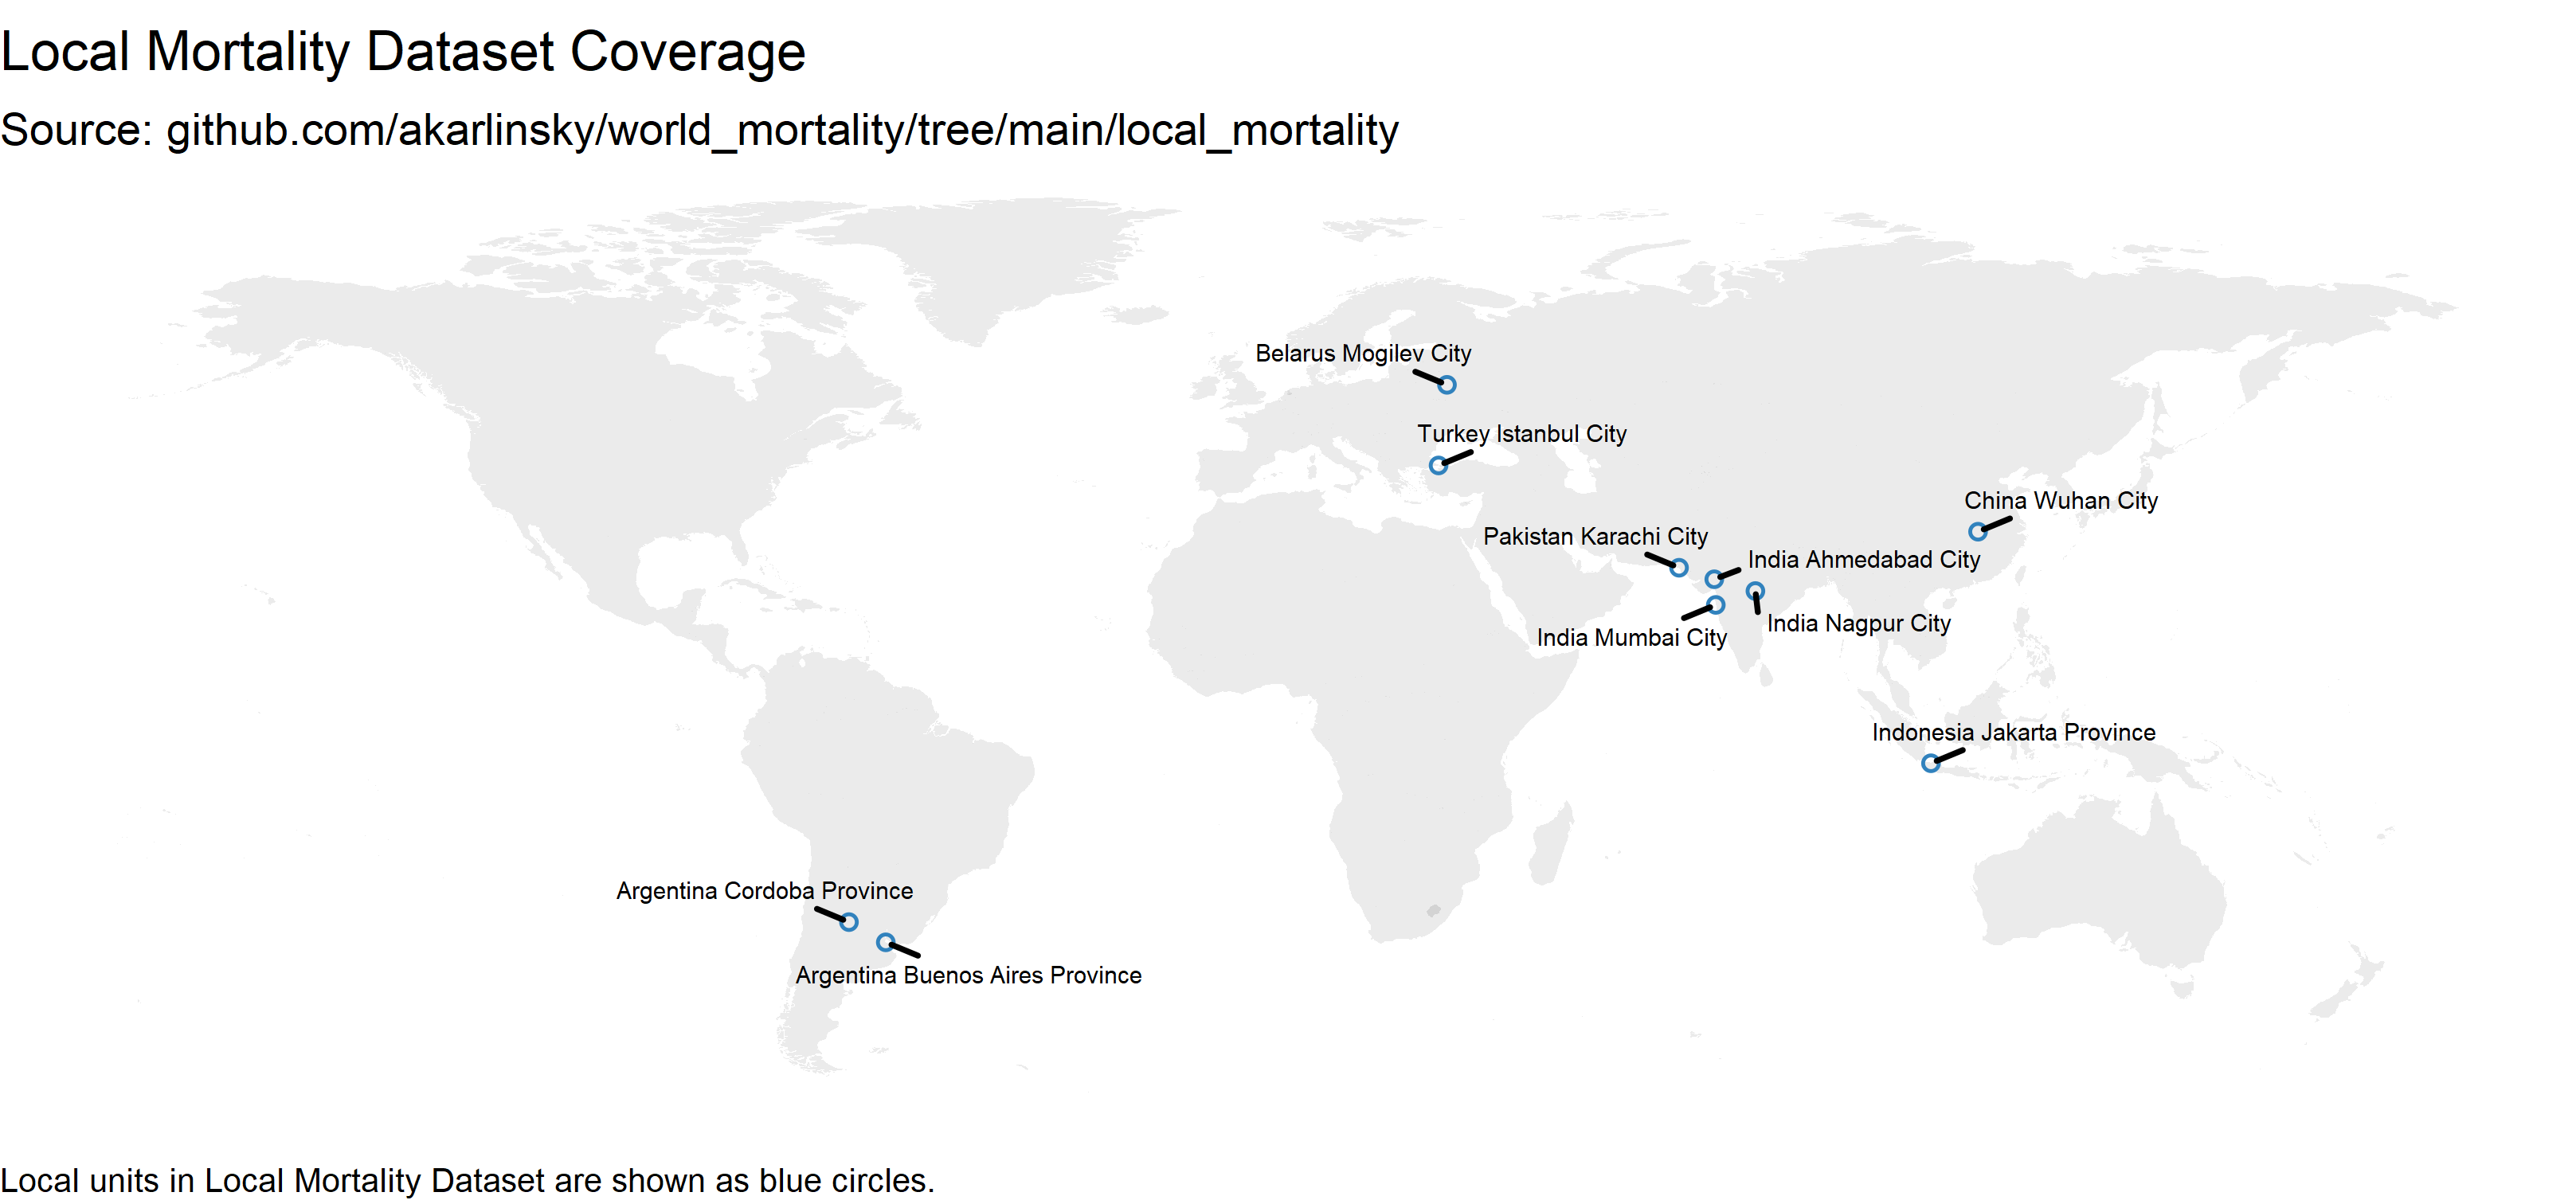 Local Mortality Dataset Coverage
Source: github.com/akarlinsky/world_mortality/tree/main/local_mortality
Belarus Mogilev City
Turkey Istanbul City
China Wuhan City
Pakistan Karachi City
India Ahmedabad City
India Nagpur City
India Mumbai City
Indonesia Jakarta Province
Argentina Cordoba Province
Argentina Buenos Aires Province
Local units in Local Mortality Dataset are shown as blue circles.